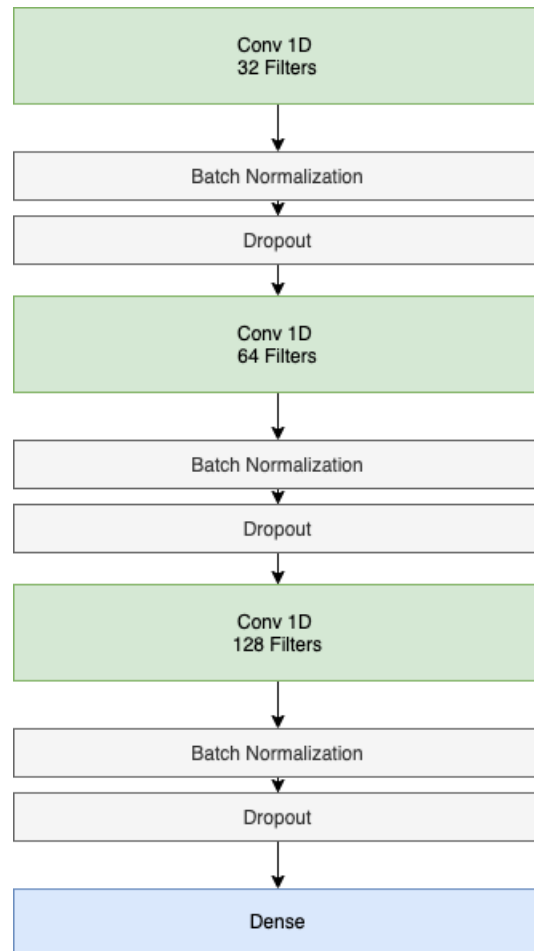 Conv 1D
32 Filters
Batch Normalization
Dropout
Conv 1D
64 Filters
Batch Normalization
Dropout
Conv 1D
128 Filters
Batch Normalization
Dropout
Dense